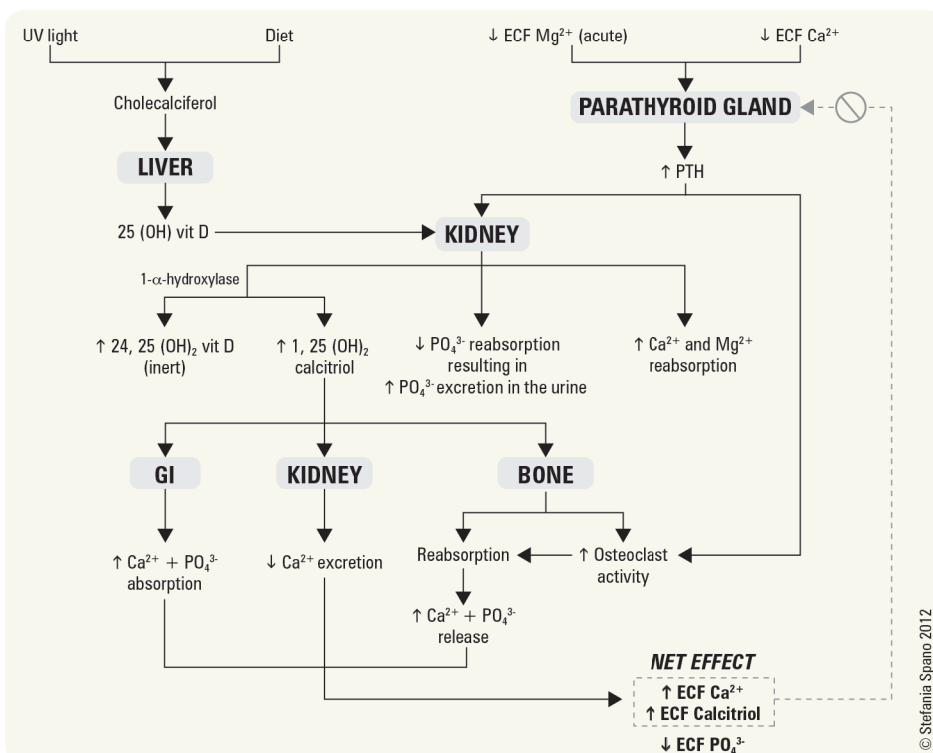 UV light
Diet
↓ ECF Mg²⁺ (acute)
↓ ECF Ca²⁺
Cholecalciferol
PARATHYROID GLAND
LIVER
↑ PTH
25 (OH) vit D
KIDNEY
1-α-hydroxylase
↑ 24, 25 (OH)₂ vit D
(inert)
↑ 1, 25 (OH)₂
calcitriol
↓ PO₄³⁻ reabsorption
resulting in
↑ PO₄³⁻ excretion in the urine
↑ Ca²⁺ and Mg²⁺
reabsorption
GI
KIDNEY
BONE
↑ Ca²⁺ + PO₄³⁻
absorption
↓ Ca²⁺ excretion
Reabsorption
↑ Osteoclast
activity
↑ Ca²⁺ + PO₄³⁻
release
NET EFFECT
↑ ECF Ca²⁺
↑ ECF Calcitriol
↓ ECF PO₄³⁻
© Stefania Spano 2012